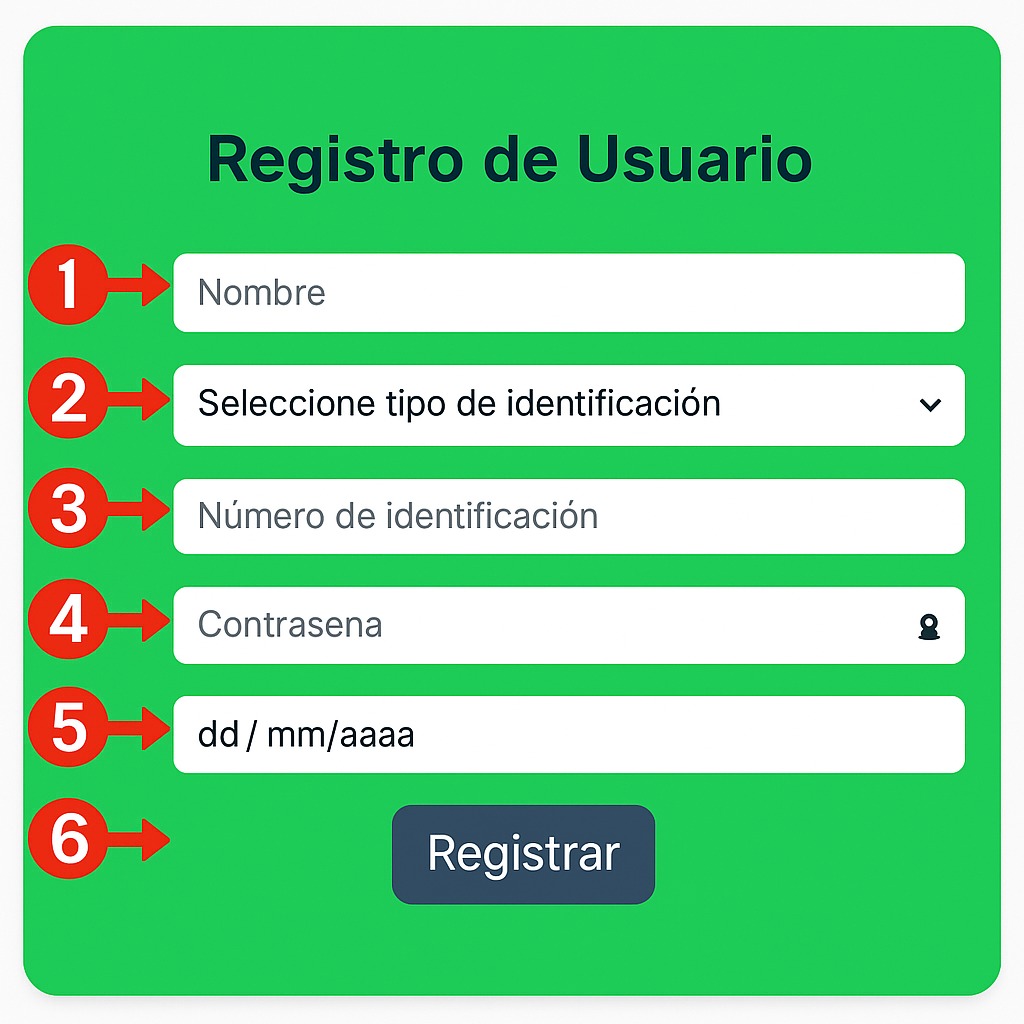 Registro de Usuario
1 Nombre
2 Seleccione tipo de identificación
3 Número de identificación
4 Contrasena
5 dd / mm/aaaa
6 Registrar